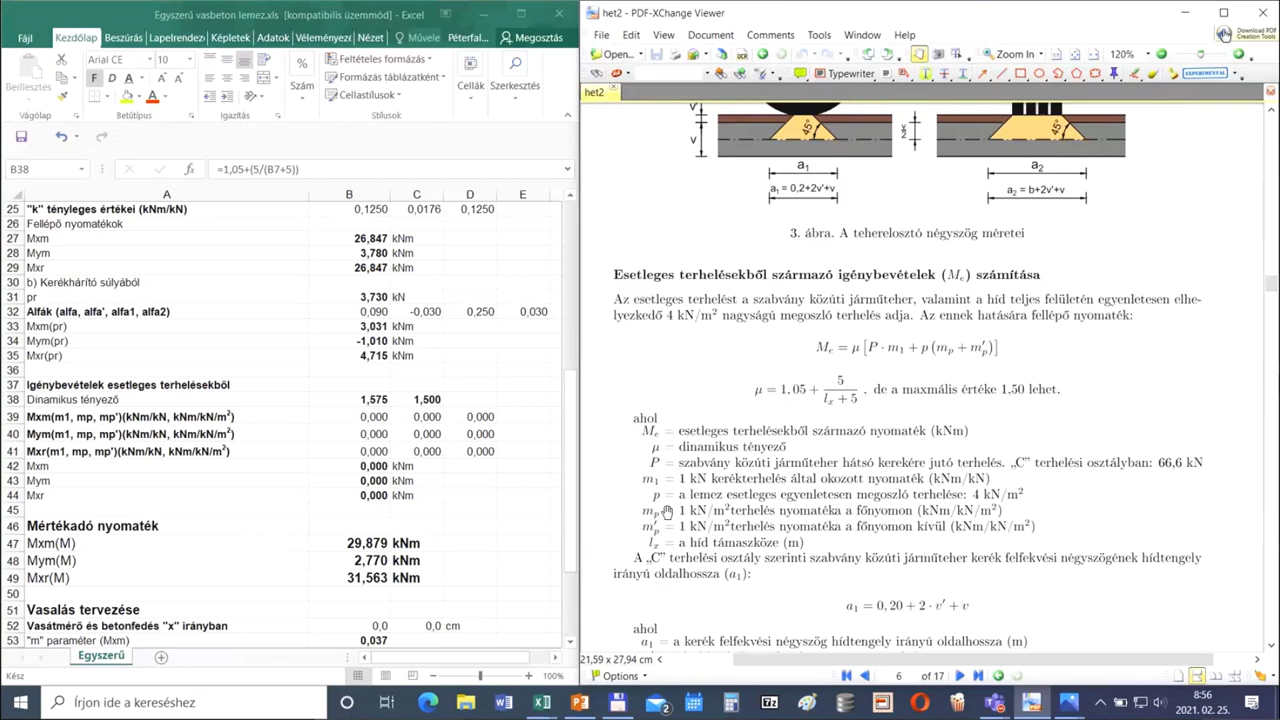 Egyszerű vasbeton lemez.xls [kompatibilis üzemmód] - Excel
Fájl Kezdőlap Beszúrás Lapelrendez Képletek Adatok Véleményez Nézet Művele Péterfal... Megosztás
Beillesztés
Arial CE 10
F D A
Szám
Feltételes formázás
Formázás táblázatként
Cellastílusok
Cellák Szerkesztés
Vágólap Betűtípus Igazítás Stílusok
B38 =1,05+(5/(B7+5))
A B C D E
25 "k" tényleges értékei (kNm/kN) 0,1250 0,0176 0,1250
26 Fellépő nyomatékok
27 Mxm 26,847 kNm
28 Mym 3,780 kNm
29 Mxr 26,847 kNm
30 b) Kerékhárító súlyából
31 pr 3,730 kN
32 Alfák (alfa, alfa', alfa1, alfa2) 0,090 -0,030 0,250 0,030
33 Mxm(pr) 3,031 kNm
34 Mym(pr) -1,010 kNm
35 Mxr(pr) 4,715 kNm
36
37 Igénybevételek esetleges terhelésekből
38 Dinamikus tényező 1,575 1,500
39 Mxm(m1, mp, mp')(kNm/kN, kNm/kN/m²) 0,000 0,000 0,000
40 Mym(m1, mp, mp')(kNm/kN, kNm/kN/m²) 0,000 0,000 0,000
41 Mxr(m1, mp, mp')(kNm/kN, kNm/kN/m²) 0,000 0,000 0,000
42 Mxm 0,000 kNm
43 Mym 0,000 kNm
44 Mxr 0,000 kNm
45
46 Mértékadó nyomaték
47 Mxm(M) 29,879 kNm
48 Mym(M) 2,770 kNm
49 Mxr(M) 31,563 kNm
50
51 Vasalás tervezése
52 Vasátmérő és betonfedés "x" irányban 0,0 0,0 cm
53 "m" paraméter (Mxm) 0,037
Egyszerű
Kész 100%
het2 - PDF-XChange Viewer
File Edit View Document Comments Tools Window Help
Download PDF Creation Tools
Open... Zoom In 120%
Typewriter EXPERIMENTAL
het2
v' v 45° v/2 45°
a₁ a₂
a₁ = 0,2+2v'+v a₂ = b+2v'+v
3. ábra. A teherelosztó négyszög méretei
Esetleges terhelésekből származó igénybevételek (Mₑ) számítása
Az esetleges terhelést a szabvány közúti járműteher, valamint a híd teljes felületén egyenletesen elhe-
lyezkedő 4 kN/m² nagyságú megoszló terhelés adja. Az ennek hatására fellépő nyomaték:
Mₑ = μ [P · m₁ + p (mₚ + m'ₚ)]
μ = 1,05 + 5/(lₓ + 5) , de a maxmális értéke 1,50 lehet.
ahol
Mₑ = esetleges terhelésekből származó nyomaték (kNm)
μ = dinamikus tényező
P = szabvány közúti járműteher hátsó kerekére jutó terhelés. „C” terhelési osztályban: 66,6 kN
m₁ = 1 kN kerékterhelés által okozott nyomaték (kNm/kN)
p = a lemez esetleges egyenletesen megoszló terhelése: 4 kN/m²
mₚ = 1 kN/m²terhelés nyomatéka a főnyomon (kNm/kN/m²)
m'ₚ = 1 kN/m²terhelés nyomatéka a főnyomon kívül (kNm/kN/m²)
lₓ = a híd támaszköze (m)
A „C” terhelési osztály szerinti szabvány közúti járműteher kerék felfekvési négyszögének hídtengely
irányú oldalhossza (a₁):
a₁ = 0,20 + 2 · v' + v
ahol
a₁ = a kerék felfekvési négyszög hídtengely irányú oldalhossza (m)
21,59 x 27,94 cm
Options 6 of 17
Írjon ide a kereséshez
8:56
2021. 02. 25.